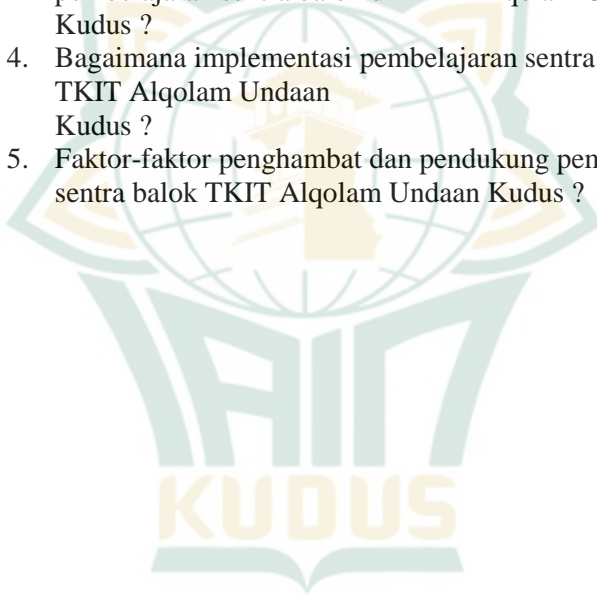 Kudus ?
4. Bagaimana implementasi pembelajaran sentra
TKIT Alqolam Undaan
Kudus ?
5. Faktor-faktor penghambat dan pendukung pen
sentra balok TKIT Alqolam Undaan Kudus ?
IAIN
KUDUS